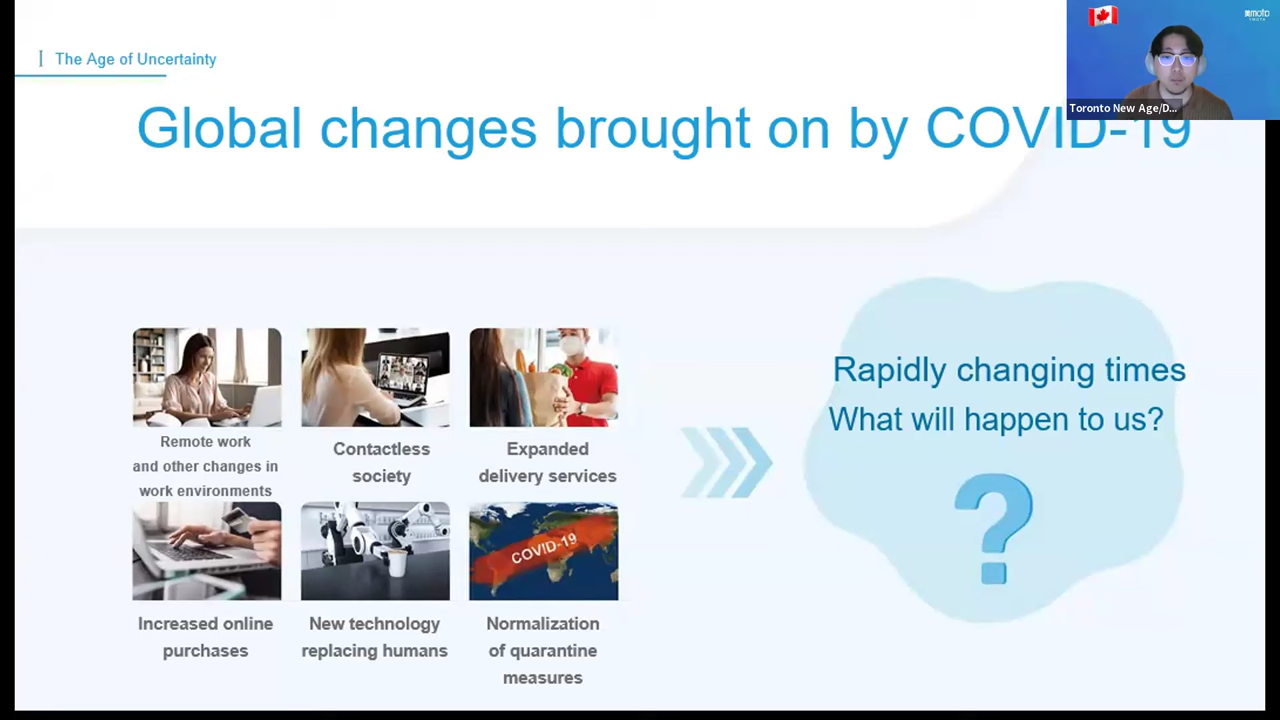 The Age of Uncertainty
Global changes brought on by COVID-19
Toronto New Age/D...
Remote work
and other changes in
work environments
Contactless
society
Expanded
delivery services
COVID-19
Increased online
purchases
New technology
replacing humans
Normalization
of quarantine
measures
Rapidly changing times
What will happen to us?
?